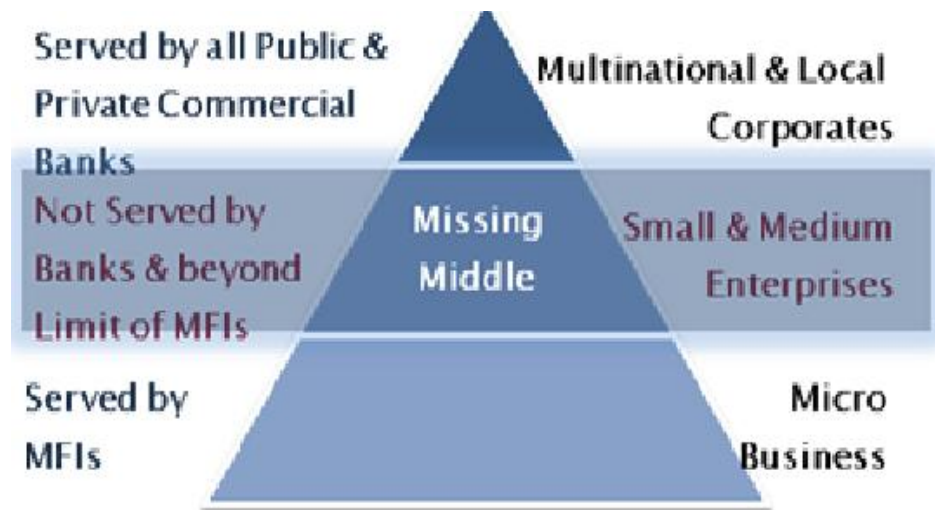 Served by all Public &
Private Commercial
Banks
Multinational & Local
Corporates
Not Served by
Banks & beyond
Limit of MFIs
Missing
Middle
Small & Medium
Enterprises
Served by
MFIs
Micro
Business